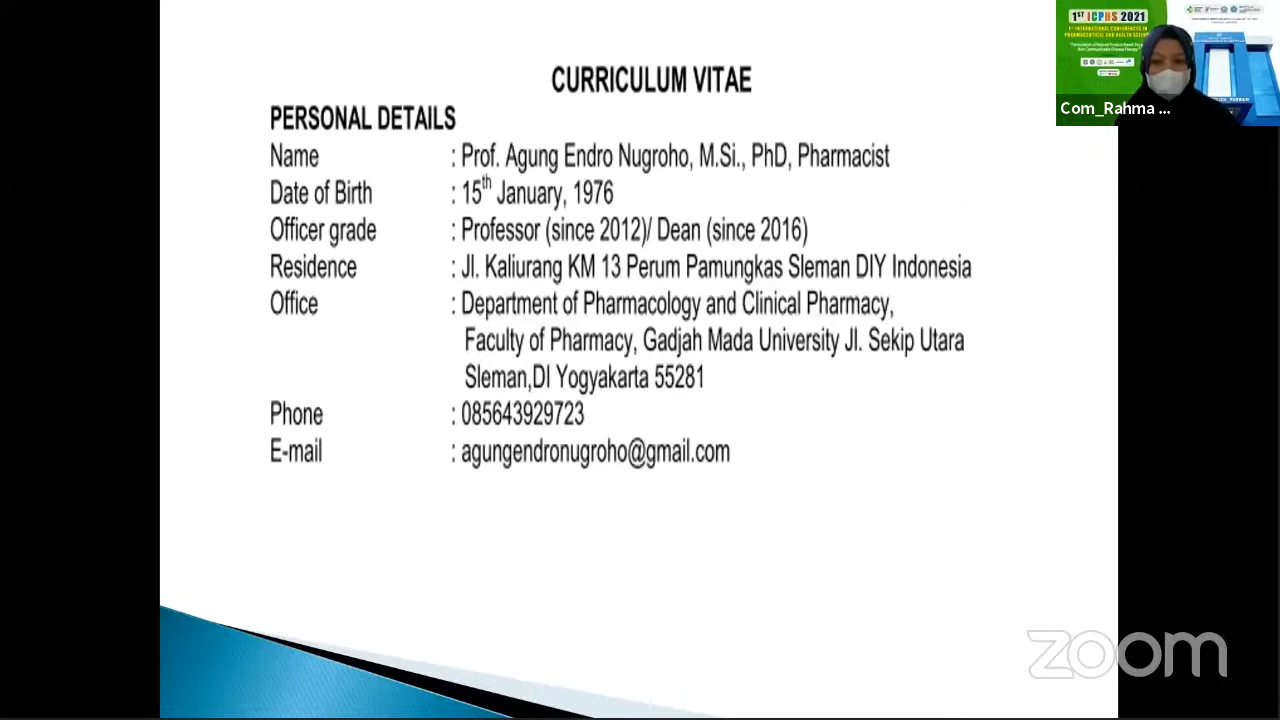 CURRICULUM VITAE
PERSONAL DETAILS
Name : Prof. Agung Endro Nugroho, M.Si., PhD, Pharmacist
Date of Birth : 15th January, 1976
Officer grade : Professor (since 2012)/ Dean (since 2016)
Residence : Jl. Kaliurang KM 13 Perum Pamungkas Sleman DIY Indonesia
Office : Department of Pharmacology and Clinical Pharmacy,
Faculty of Pharmacy, Gadjah Mada University Jl. Sekip Utara
Sleman,DI Yogyakarta 55281
Phone : 085643929723
E-mail : agungendronugroho@gmail.com
1ST ICPHS 2021
Com_Rahma ...
zoom